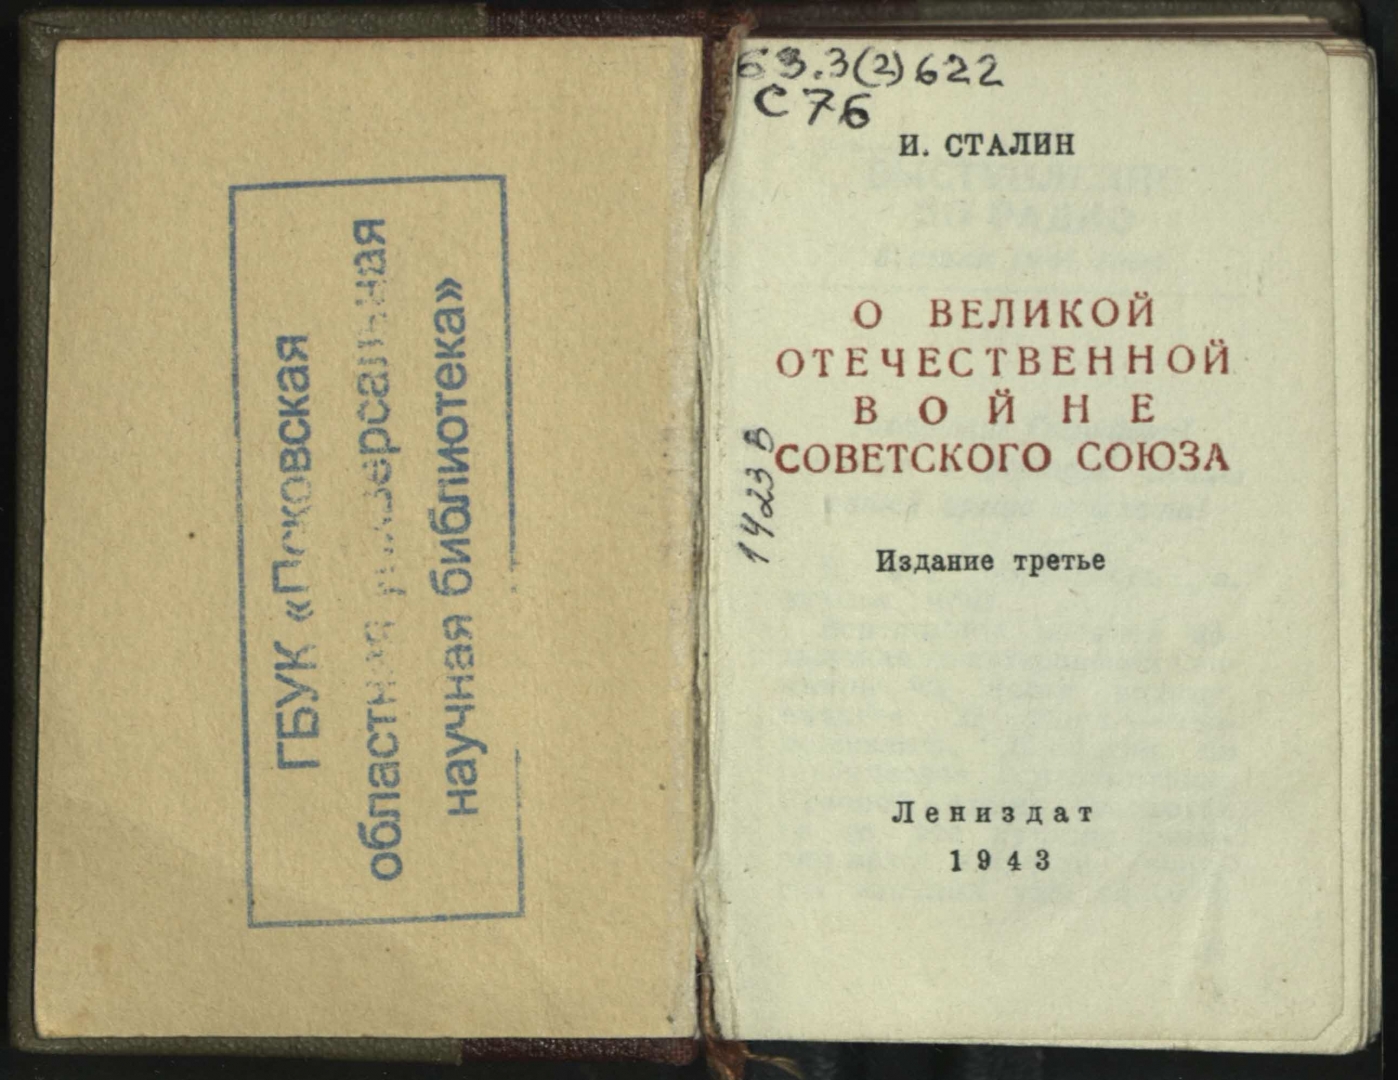 ГБУК «Псковская
областная универсальная
научная библиотека»
63.3(2)622
С76
И. СТАЛИН
О ВЕЛИКОЙ
ОТЕЧЕСТВЕННОЙ
ВОЙНЕ
СОВЕТСКОГО СОЮЗА
1423 В
Издание третье
Лениздат
1943